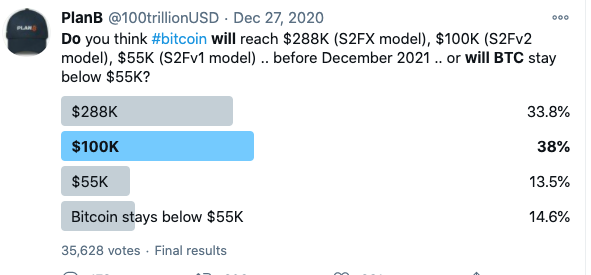 PlanB @100trillionUSD · Dec 27, 2020
Do you think #bitcoin will reach $288K (S2FX model), $100K (S2Fv2
model), $55K (S2Fv1 model) .. before December 2021 .. or will BTC stay
below $55K?
$288K 33.8%
$100K 38%
$55K 13.5%
Bitcoin stays below $55K 14.6%
35,628 votes · Final results